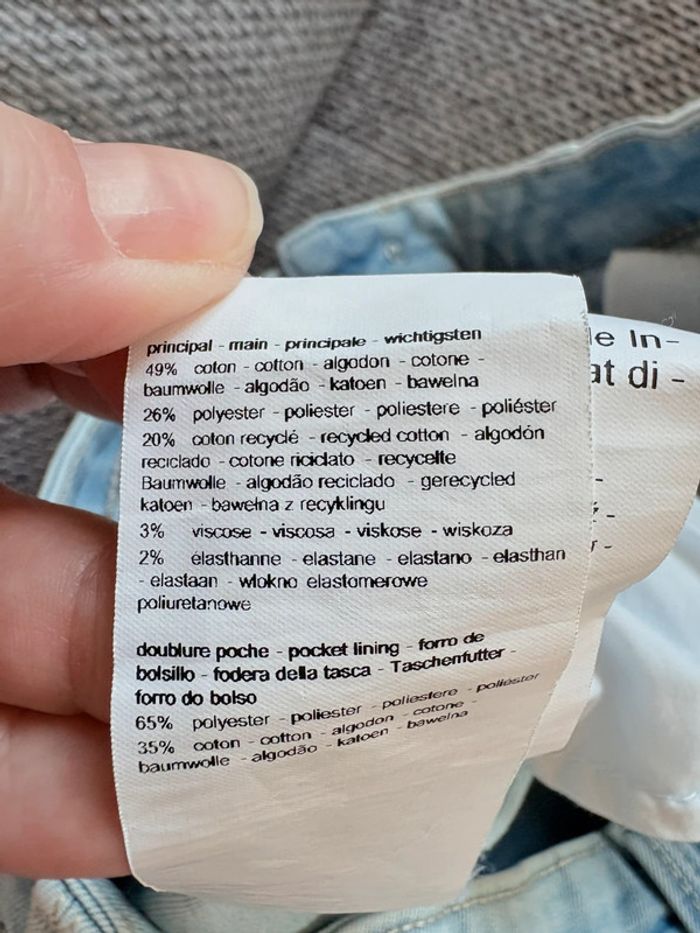 principal - main - principale - wichtigsten
49% coton - cotton - algodon - cotone -
baumwolle - algodão - katoen - bawelna
26% polyester - poliester - poliestere - poliéster
20% coton recyclé - recycled cotton - algodón
reciclado - cotone riciclato - recycelte
Baumwolle - algodão reciclado - gerecycled
katoen - bawełna z recyklingu
3% viscose - viscosa - viskose - wiskoza
2% élasthanne - elastane - elastano - elasthan
- elastaan - wlokno elastomerowe
poliuretanowe
doublure poche - pocket lining - forro de
bolsillo - fodera della tasca - Taschenfutter -
forro do bolso
65% polyester - poliester - poliestere - poliester
35% coton - cotton - algodon - cotone -
baumwolle - algodão - katoen - bawelna
le In-
at di -